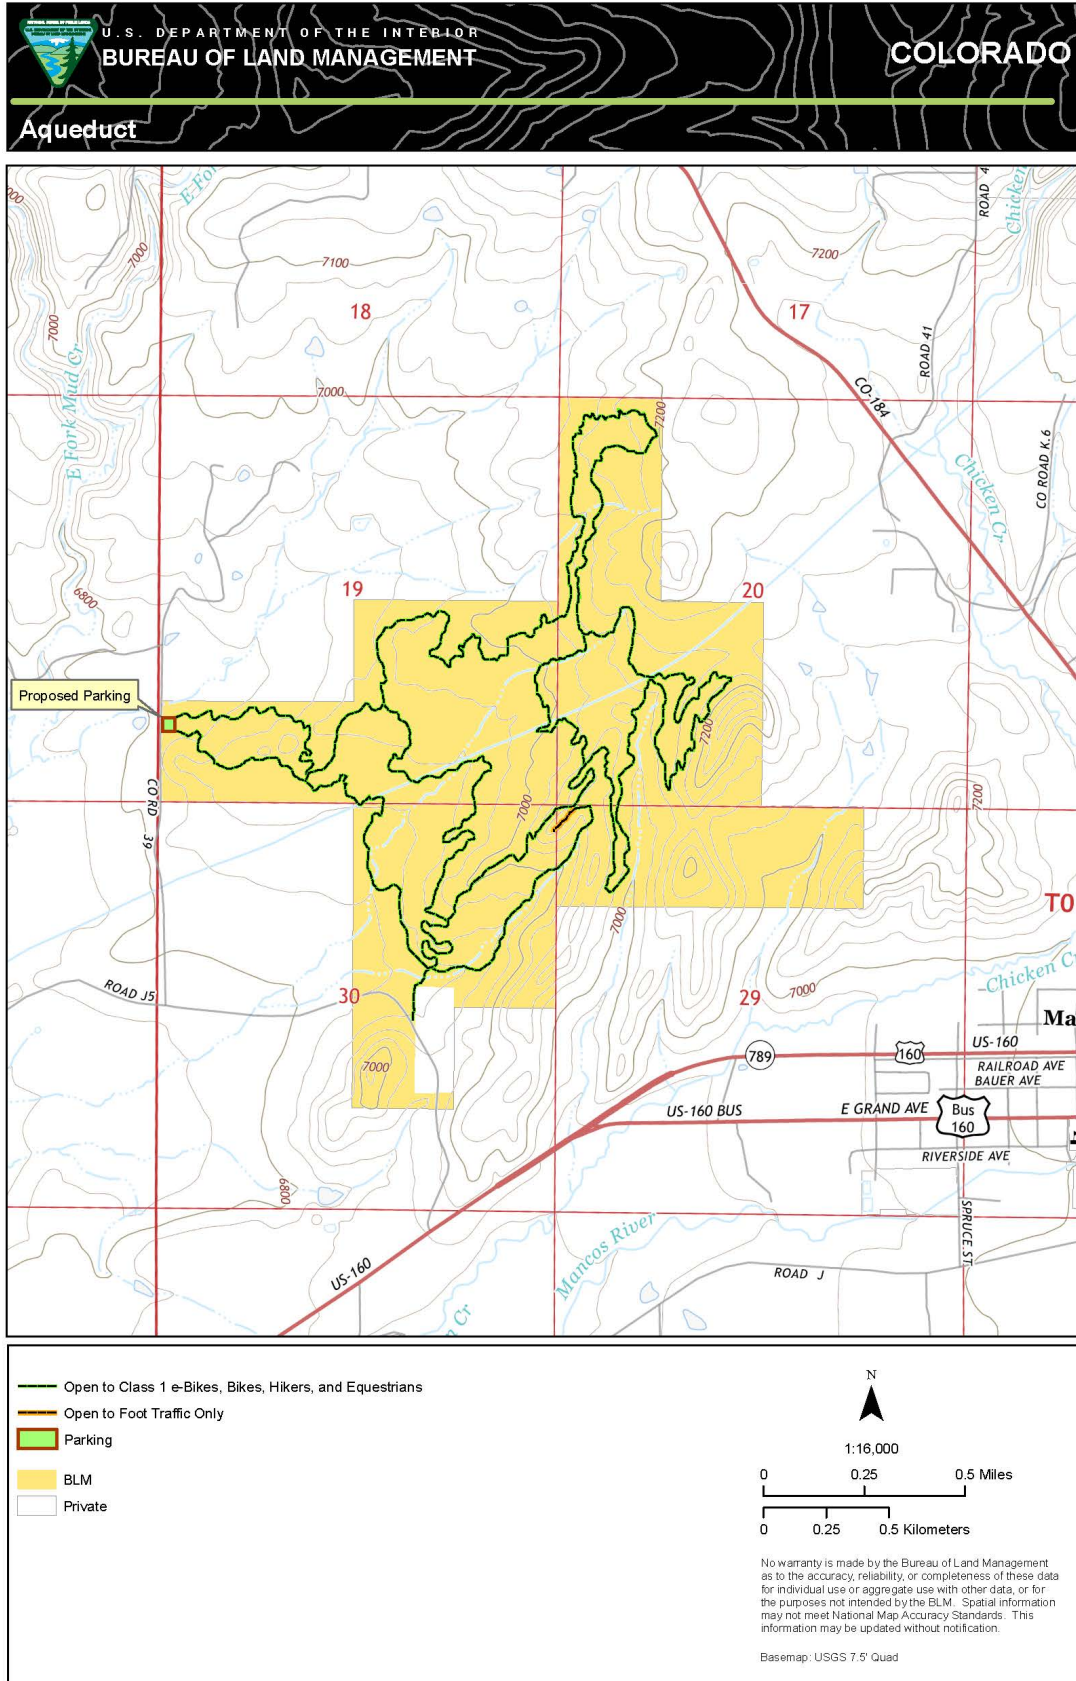 U.S. DEPARTMENT OF THE INTERIOR
BUREAU OF LAND MANAGEMENT
COLORADO
Aqueduct
E For
ROAD 4
Chicken
7000
7100
7200
18
17
7000
E Fork Mud Cr
ROAD 41
7000
CO-184
7200
CO ROAD K.6
Chicken Cr
6800
19
20
Proposed Parking
7200
CO RD 39
7000
7200
7000
T0
ROAD J5
30
29
7000
Chicken C
Ma
7000
789
160
US-160
RAILROAD AVE
BAUER AVE
US-160 BUS
E GRAND AVE
Bus
160
RIVERSIDE AVE
6800
SPRUCE ST
Mancos River
US-160
ROAD J
n Cr
Open to Class 1 e-Bikes, Bikes, Hikers, and Equestrians
Open to Foot Traffic Only
Parking
BLM
Private
N
1:16,000
0 0.25 0.5 Miles
0 0.25 0.5 Kilometers
No warranty is made by the Bureau of Land Management
as to the accuracy, reliability, or completeness of these data
for individual use or aggregate use with other data, or for
the purposes not intended by the BLM. Spatial information
may not meet National Map Accuracy Standards. This
information may be updated without notification.
Basemap: USGS 7.5' Quad